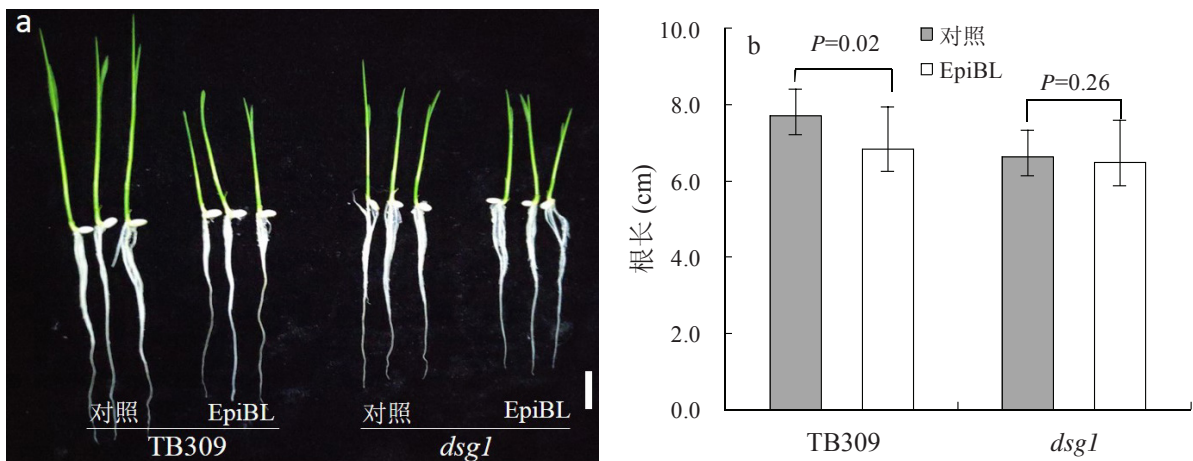 a
对照 EpiBL 对照 EpiBL
TB309 dsg1
b
对照
EpiBL
P=0.02
P=0.26
根长 (cm)
10.0
8.0
6.0
4.0
2.0
0.0
TB309 dsg1